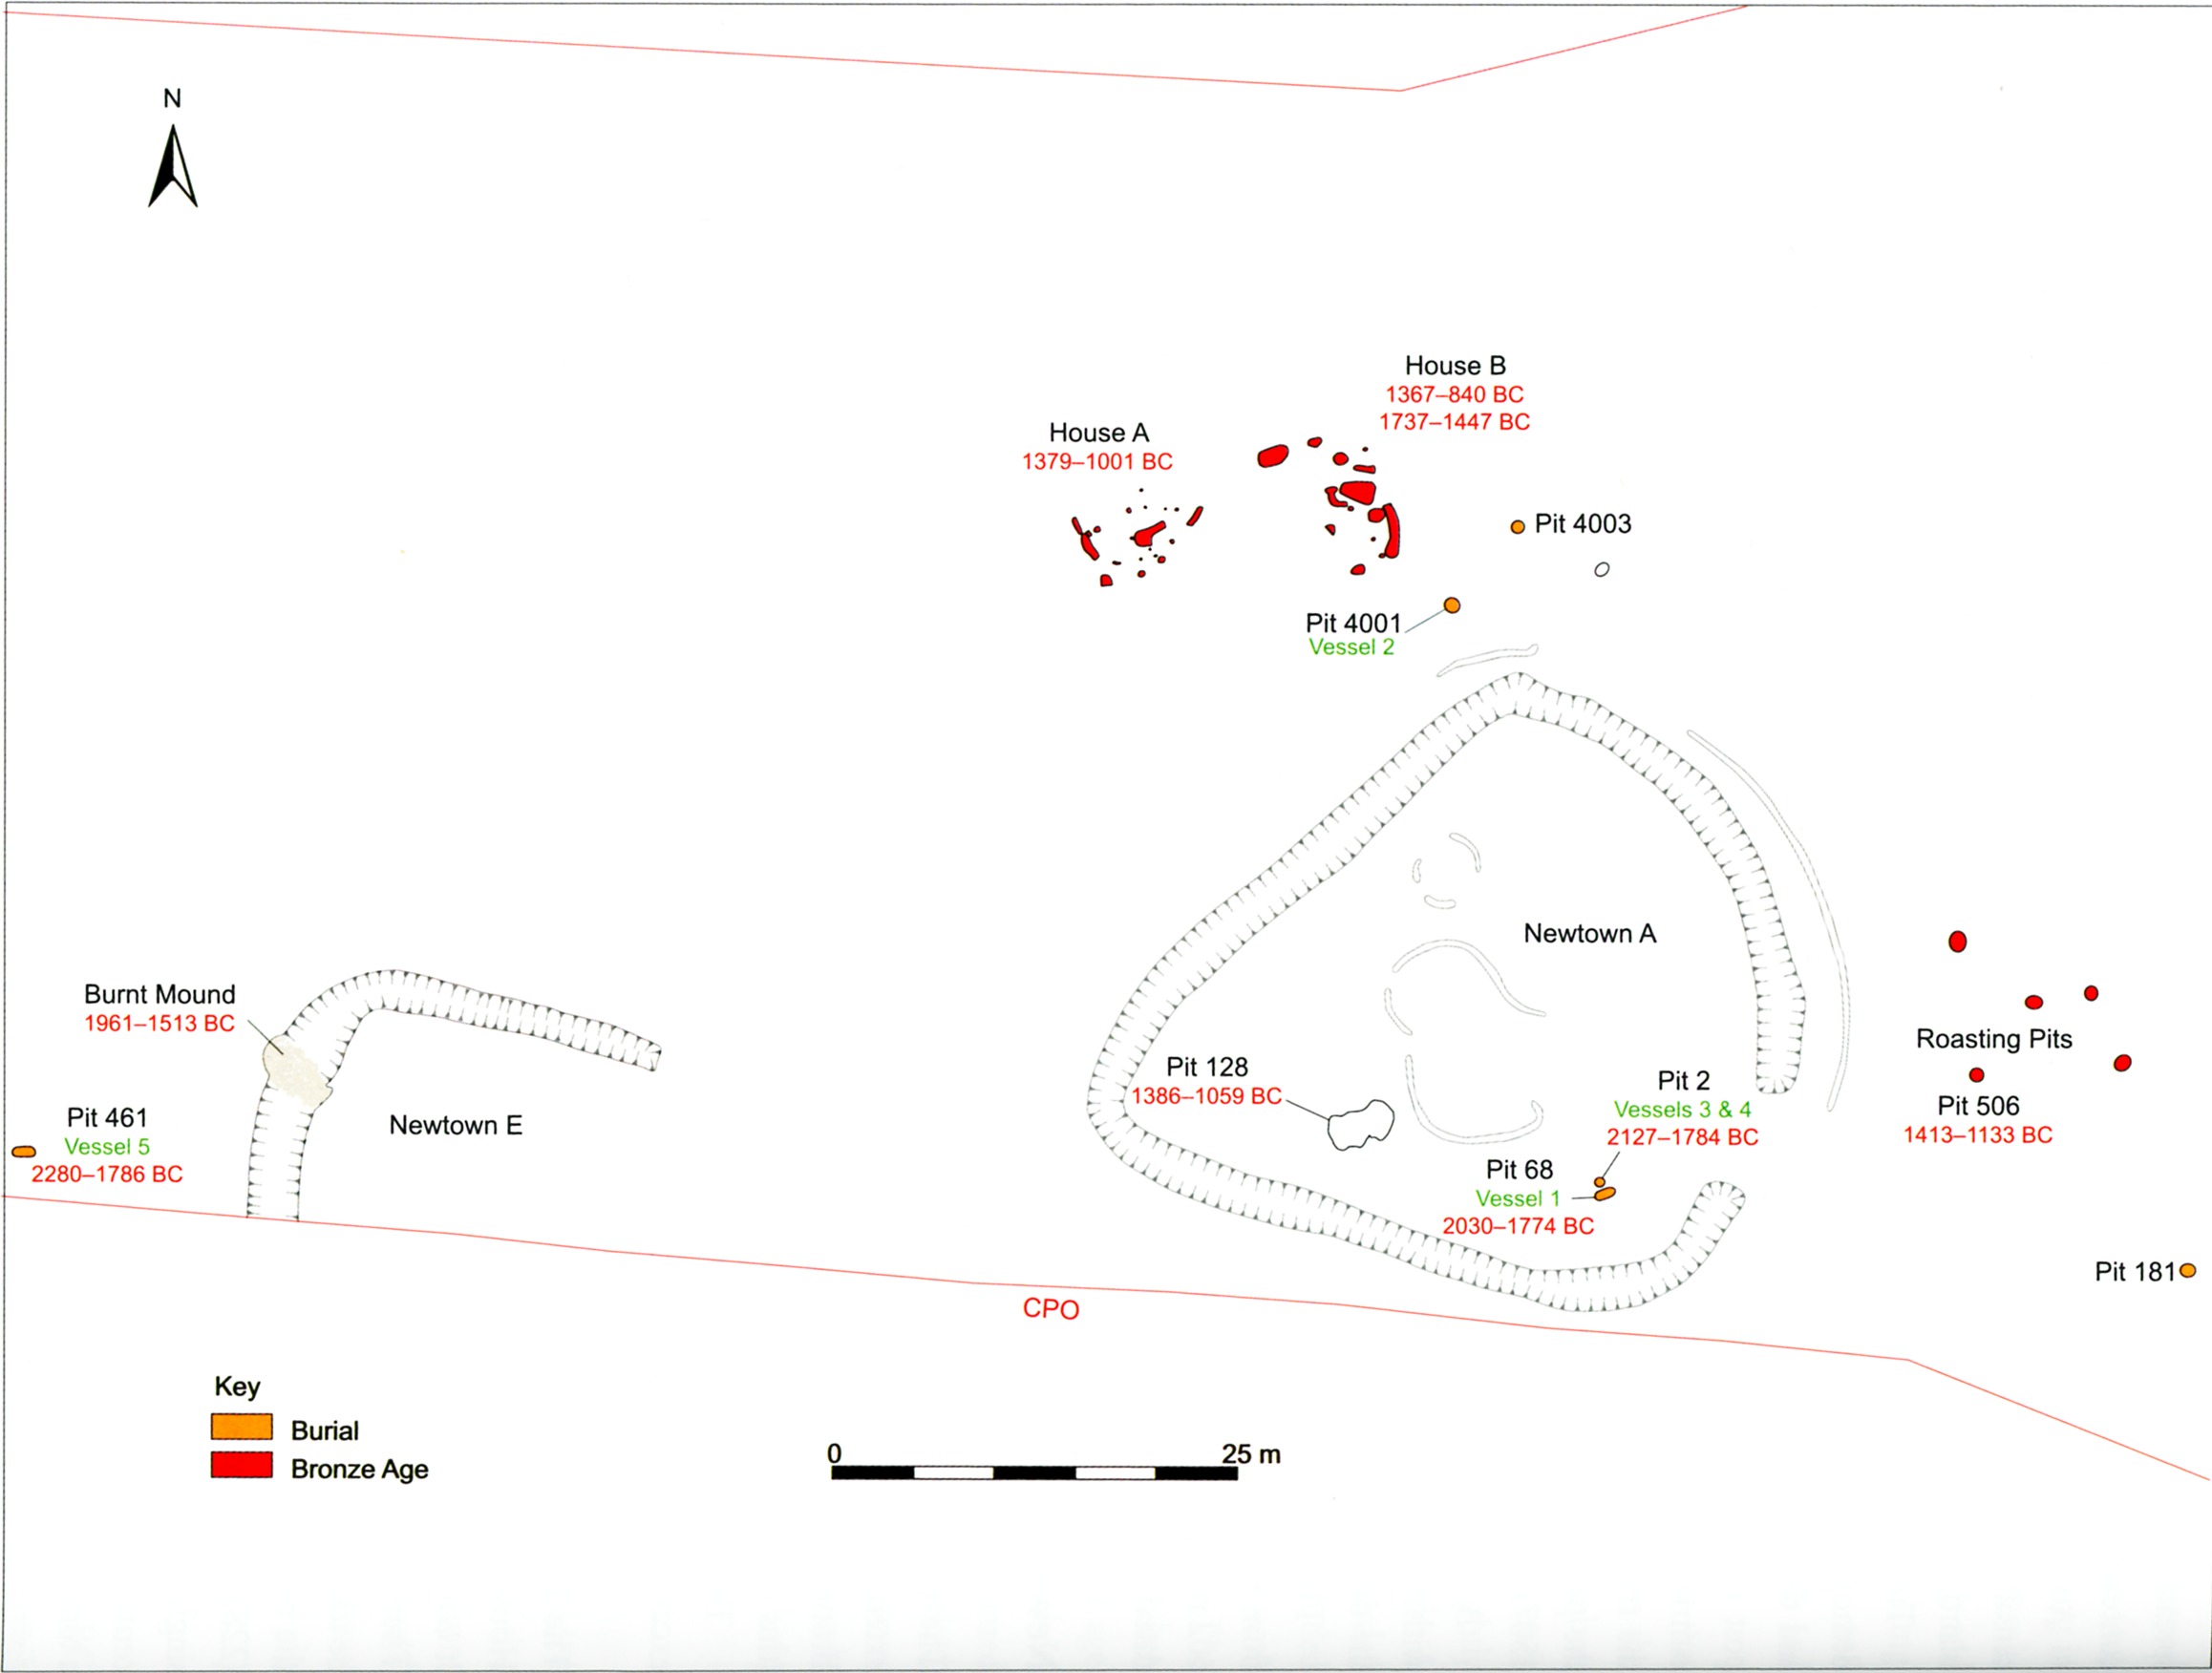 N
House B
1367–840 BC
1737–1447 BC
House A
1379–1001 BC
Pit 4003
Pit 4001
Vessel 2
Newtown A
Burnt Mound
1961–1513 BC
Roasting Pits
Pit 128
1386–1059 BC
Pit 2
Vessels 3 & 4
2127–1784 BC
Pit 506
1413–1133 BC
Pit 461
Vessel 5
2280–1786 BC
Newtown E
Pit 68
Vessel 1
2030–1774 BC
Pit 181
CPO
Key
Burial
Bronze Age
0 25 m